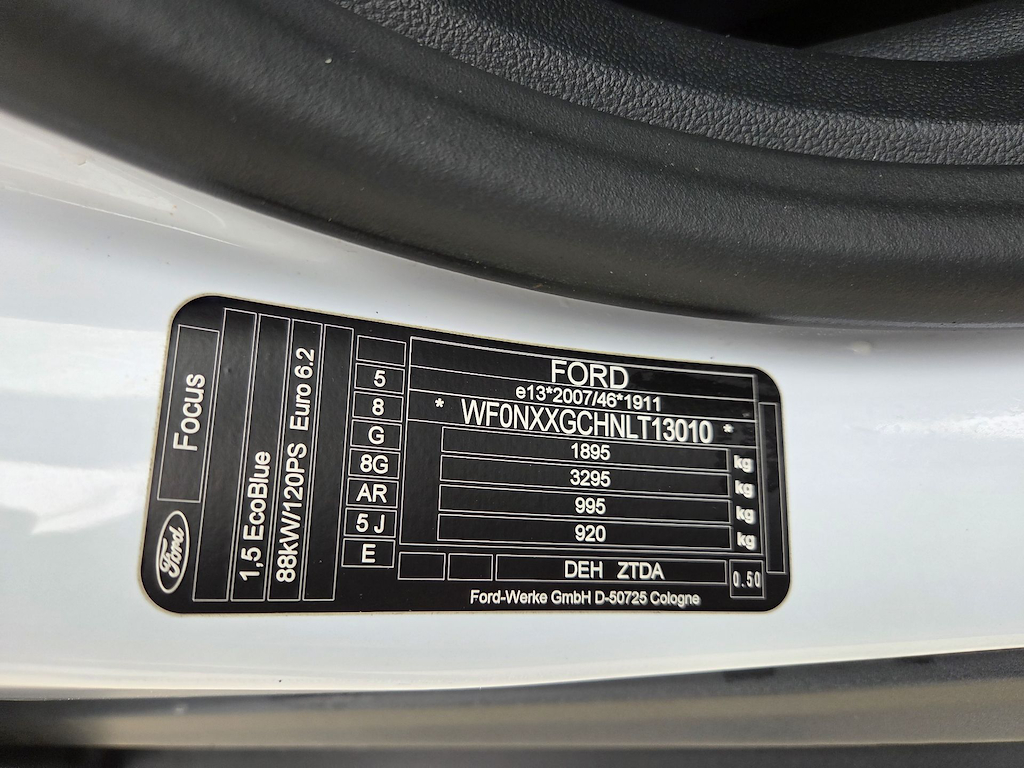 Focus
Ford
1,5 EcoBlue
88kW/120PS Euro 6.2
5
8
G
8G
AR
5 J
E
FORD
e13*2007/46*1911
* WF0NXXGCHNLT13010 *
1895 kg
3295 kg
995 kg
920 kg
DEH ZTDA
0.50
Ford-Werke GmbH D-50725 Cologne